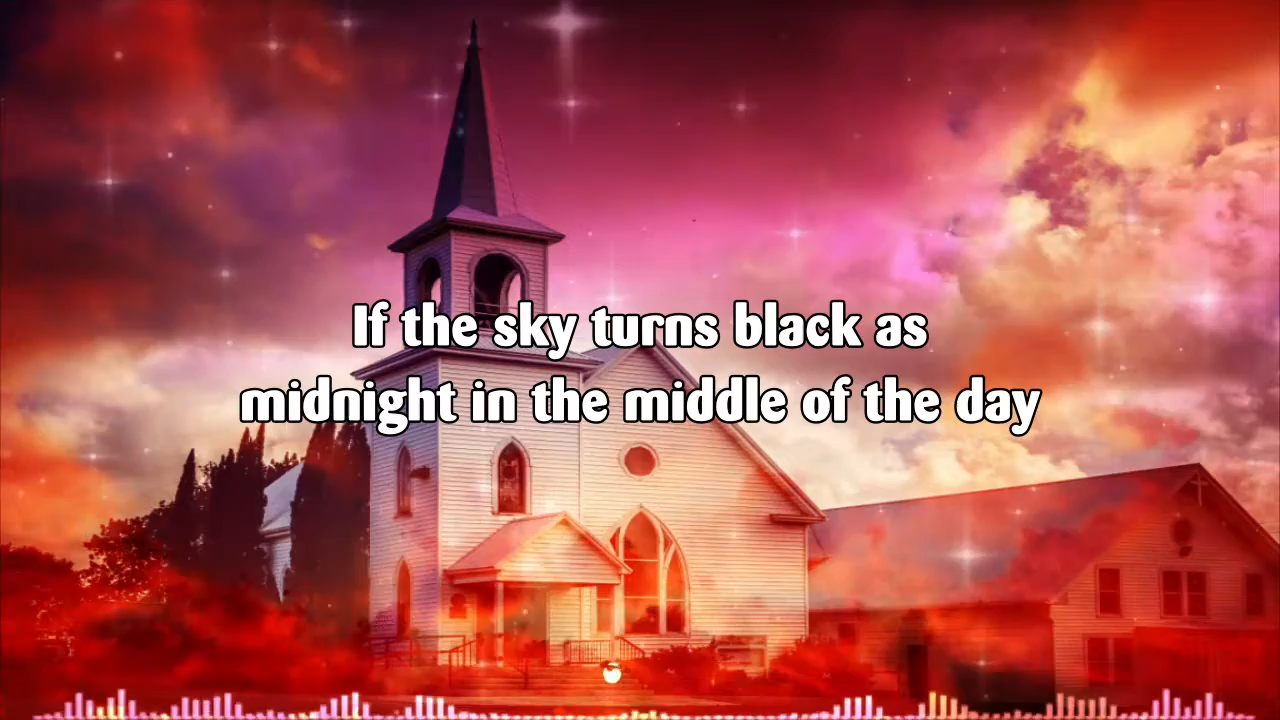 If the sky turns black as
midnight in the middle of the day